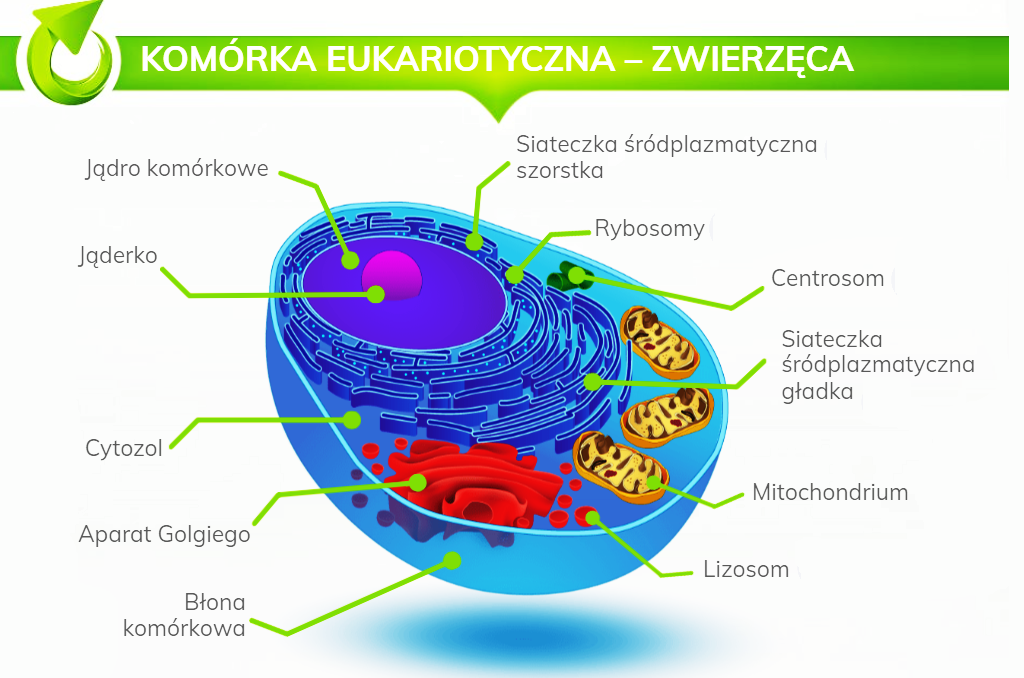 KOMÓRKA EUKARIOTYCZNA – ZWIERZĘCA
Siateczka śródplazmatyczna
szorstka
Jądro komórkowe
Rybosomy
Jąderko
Centrosom
Siateczka
śródplazmatyczna
gładka
Cytozol
Mitochondrium
Aparat Golgiego
Lizosom
Błona
komórkowa